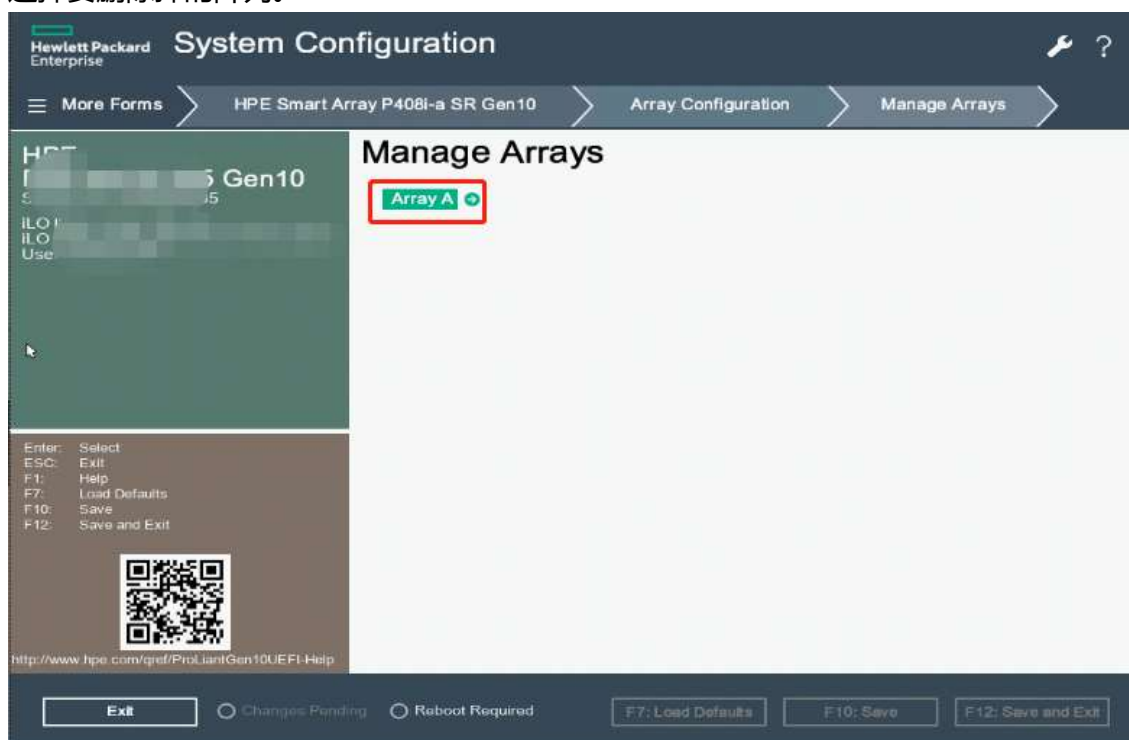 Hewlett Packard
Enterprise
System Configuration
?
More Forms
HPE Smart Array P408i-a SR Gen10
Array Configuration
Manage Arrays
Gen10
Manage Arrays
Array A
iLO
iLO
Use
Enter: Select
ESC: Exit
F1: Help
F7: Load Defaults
F10: Save
F12: Save and Exit
http://www.hpe.com/qref/ProLiantGen10UEFI-Help
Exit
Changes Pending
Reboot Required
F7: Load Defaults
F10: Save
F12: Save and Exit